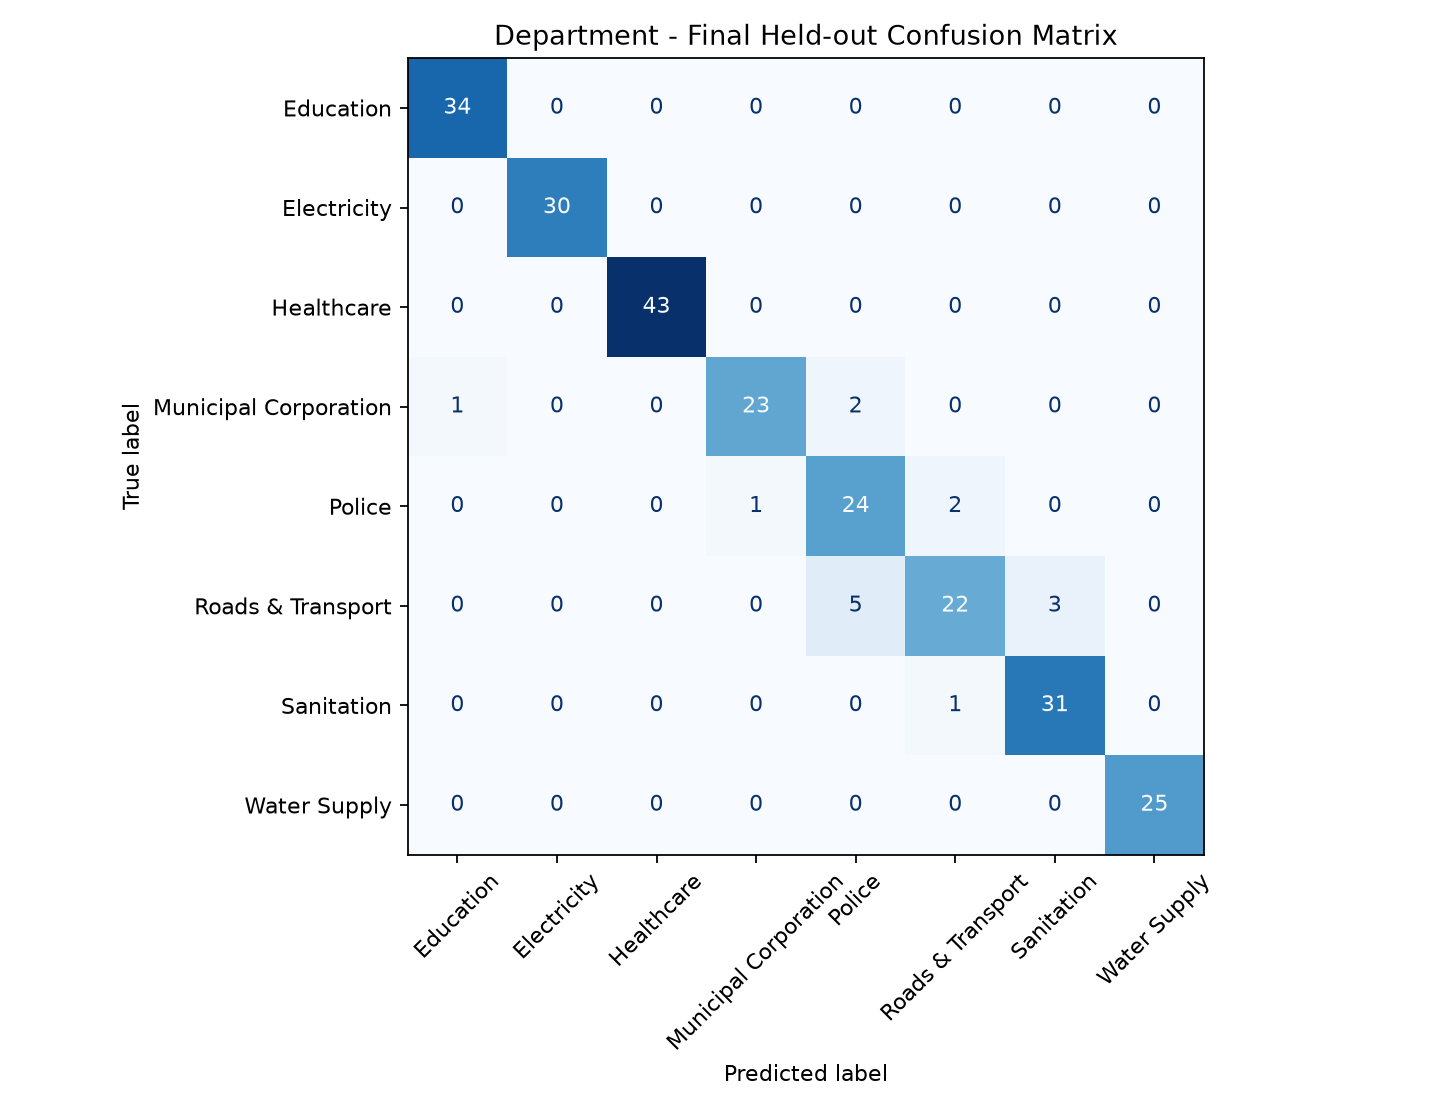 Department - Final Held-out Confusion Matrix
True label
Education 34 0 0 0 0 0 0 0
Electricity 0 30 0 0 0 0 0 0
Healthcare 0 0 43 0 0 0 0 0
Municipal Corporation 1 0 0 23 2 0 0 0
Police 0 0 0 1 24 2 0 0
Roads & Transport 0 0 0 0 5 22 3 0
Sanitation 0 0 0 0 0 1 31 0
Water Supply 0 0 0 0 0 0 0 25
Education Electricity Healthcare Municipal Corporation Police Roads & Transport Sanitation Water Supply
Predicted label